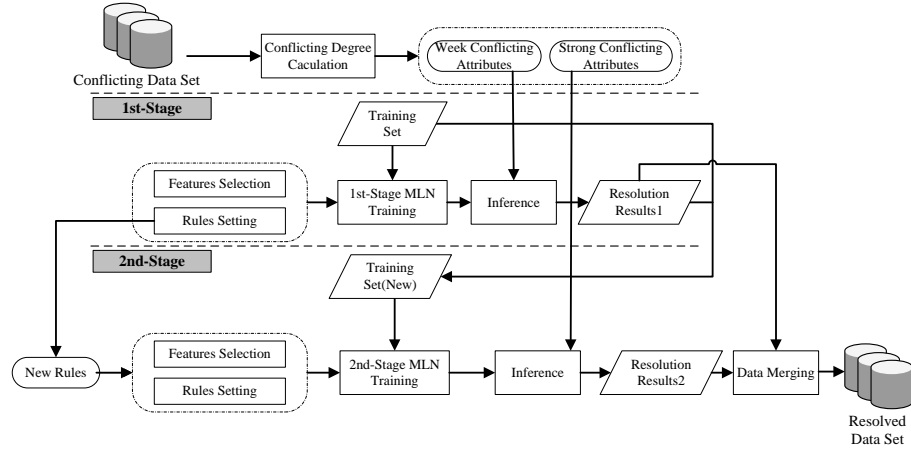 Conflicting Data Set
Conflicting Degree
Caculation
Week Conflicting
Attributes
Strong Conflicting
Attributes
1st-Stage
Training
Set
Features Selection
Rules Setting
1st-Stage MLN
Training
Inference
Resolution
Results1
2nd-Stage
Training
Set(New)
New Rules
Features Selection
Rules Setting
2nd-Stage MLN
Training
Inference
Resolution
Results2
Data Merging
Resolved
Data Set